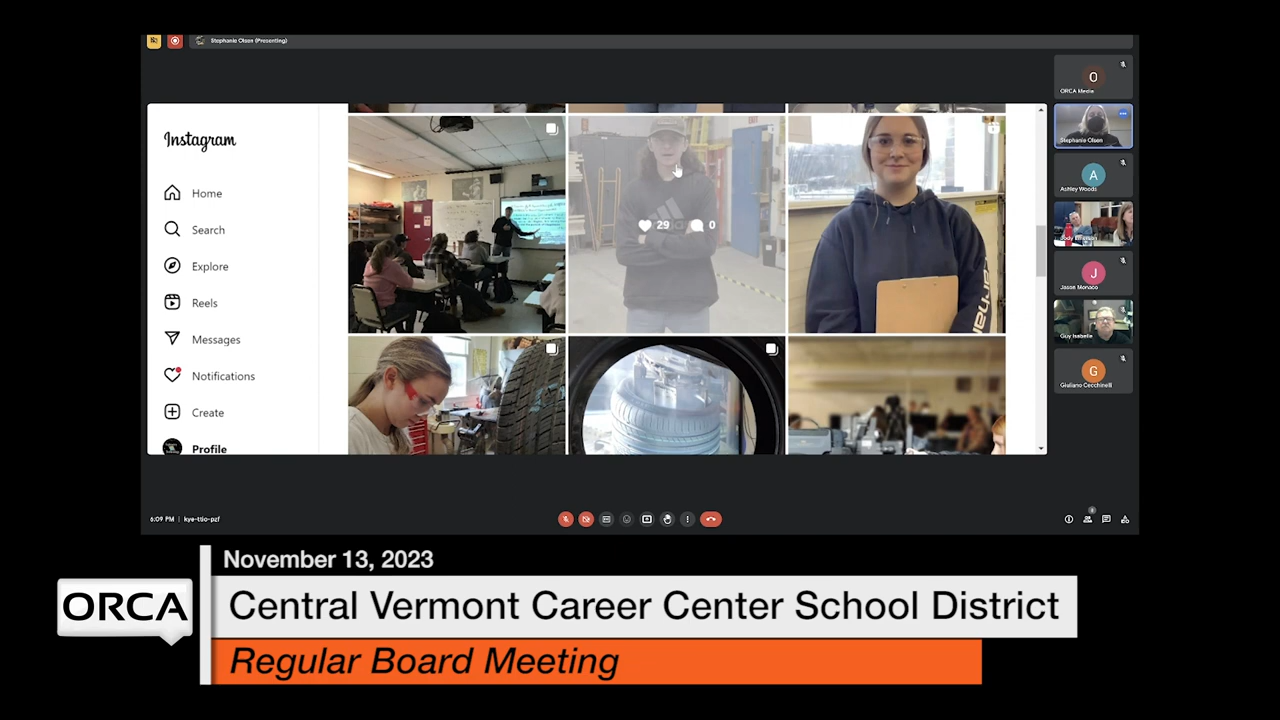 Stephanie Olsen (Presenting)
Instagram
Home
Search
Explore
Reels
Messages
Notifications
Create
Profile
29
0
O
ORCA Media
Stephanie Olsen
A
Ashley Woods
J
Jason Monaco
Guy Isabelle
G
Giuliano Cecchinelli
6:09 PM | kye-ttio-pzf
November 13, 2023
ORCA
Central Vermont Career Center School District
Regular Board Meeting